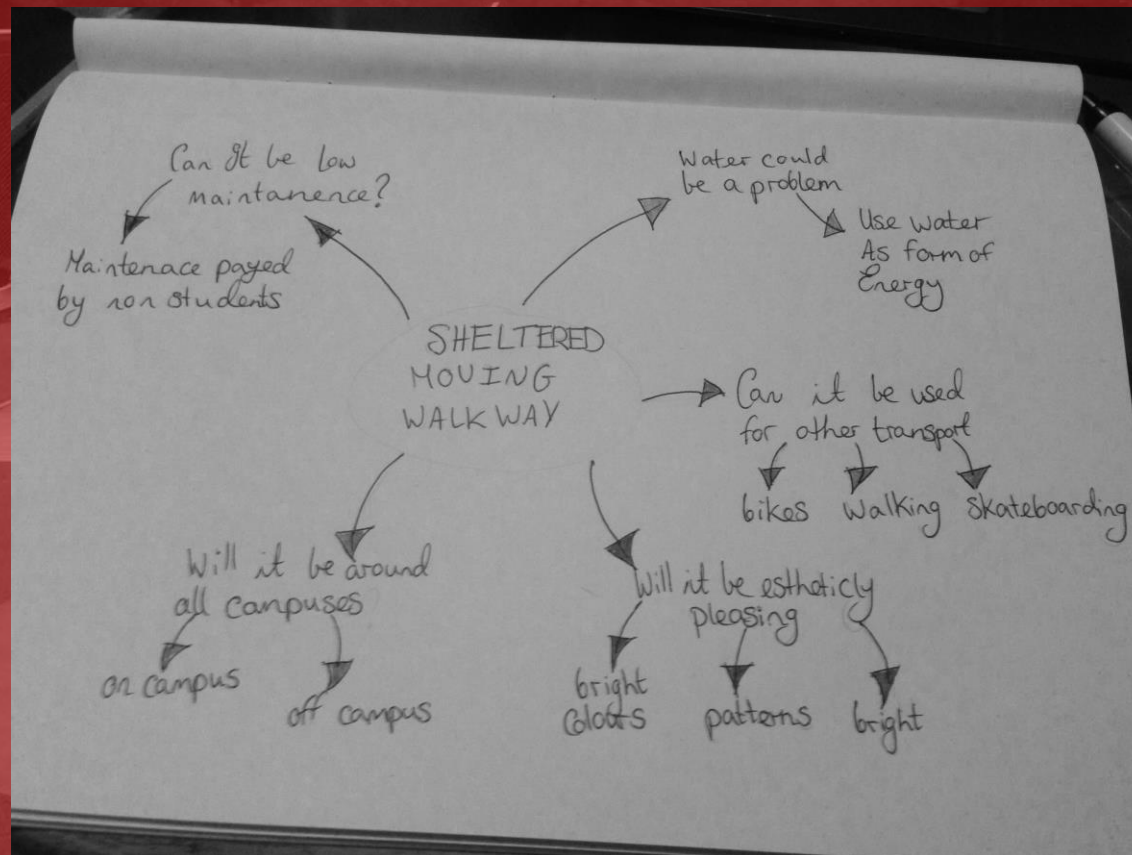 Can It be Low
maintanence?
Maintenace payed
by non students
Water could
be a problem
Use water
As form of
Energy
SHELTERED
MOVING
WALKWAY
Can it be used
for other transport
bikes walking skateboarding
Will it be around
all campuses
on campus
off campus
Will it be estheticly
pleasing
bright
colours
patterns
bright